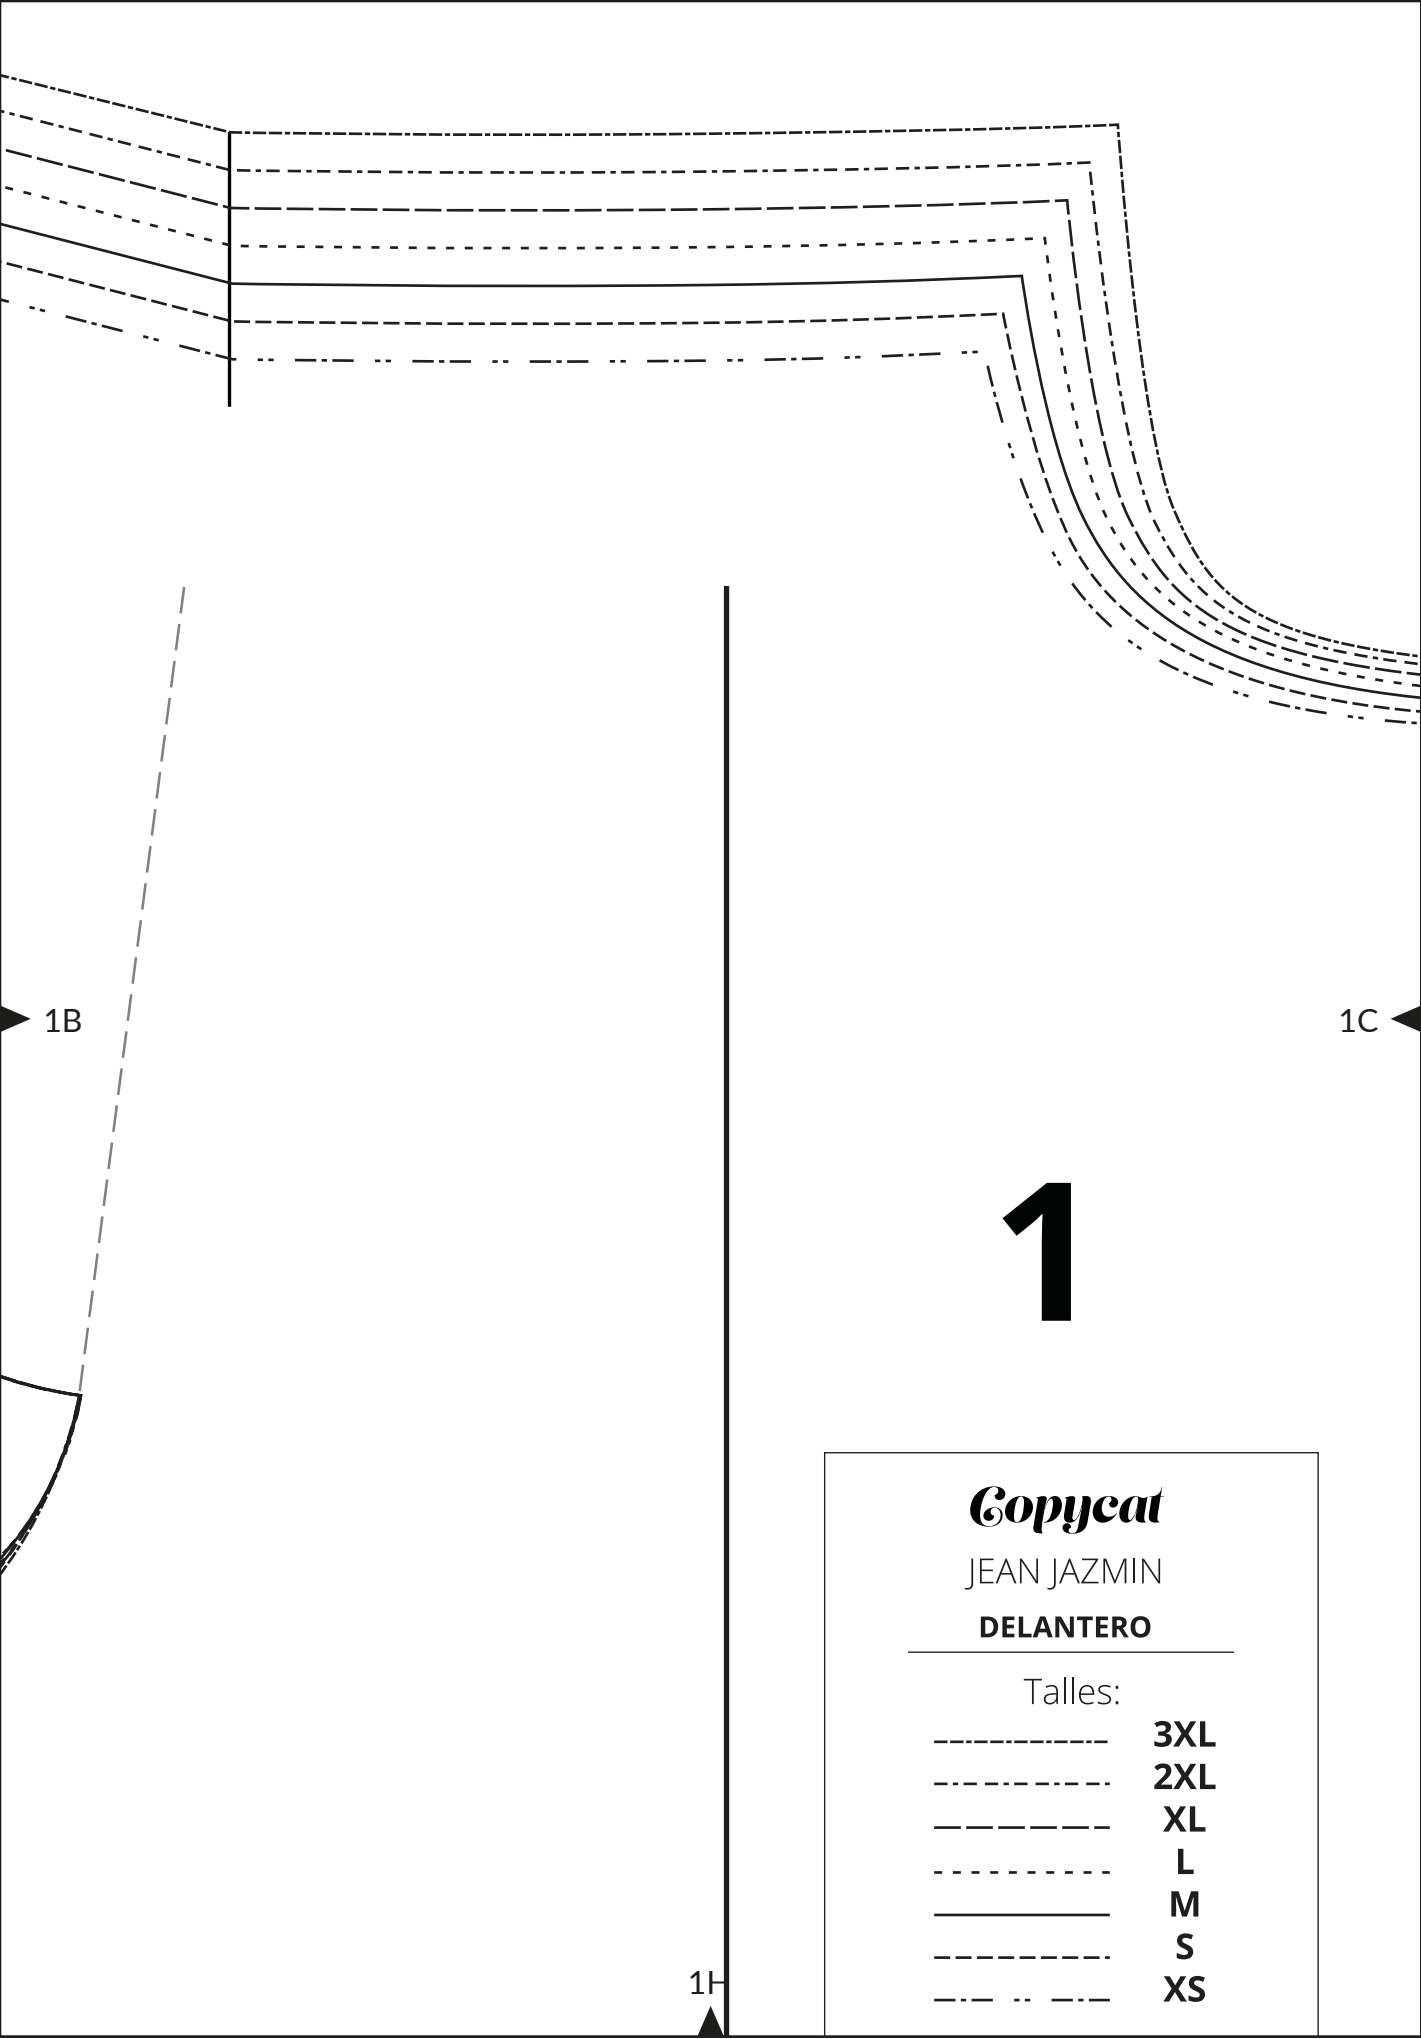 1B
1C
1
Copycat
JEAN JAZMIN
DELANTERO
Talles:
3XL
2XL
XL
L
M
S
XS
1H